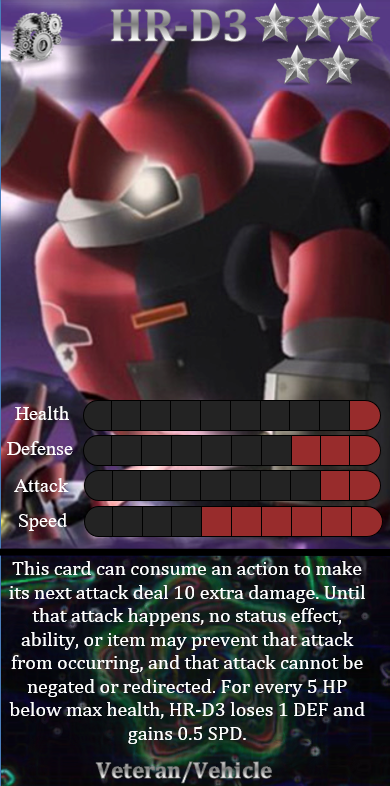 HR-D3
Health
Defense
Attack
Speed
This card can consume an action to make
its next attack deal 10 extra damage. Until
that attack happens, no status effect,
ability, or item may prevent that attack
from occurring, and that attack cannot be
negated or redirected. For every 5 HP
below max health, HR-D3 loses 1 DEF and
gains 0.5 SPD.
Veteran/Vehicle